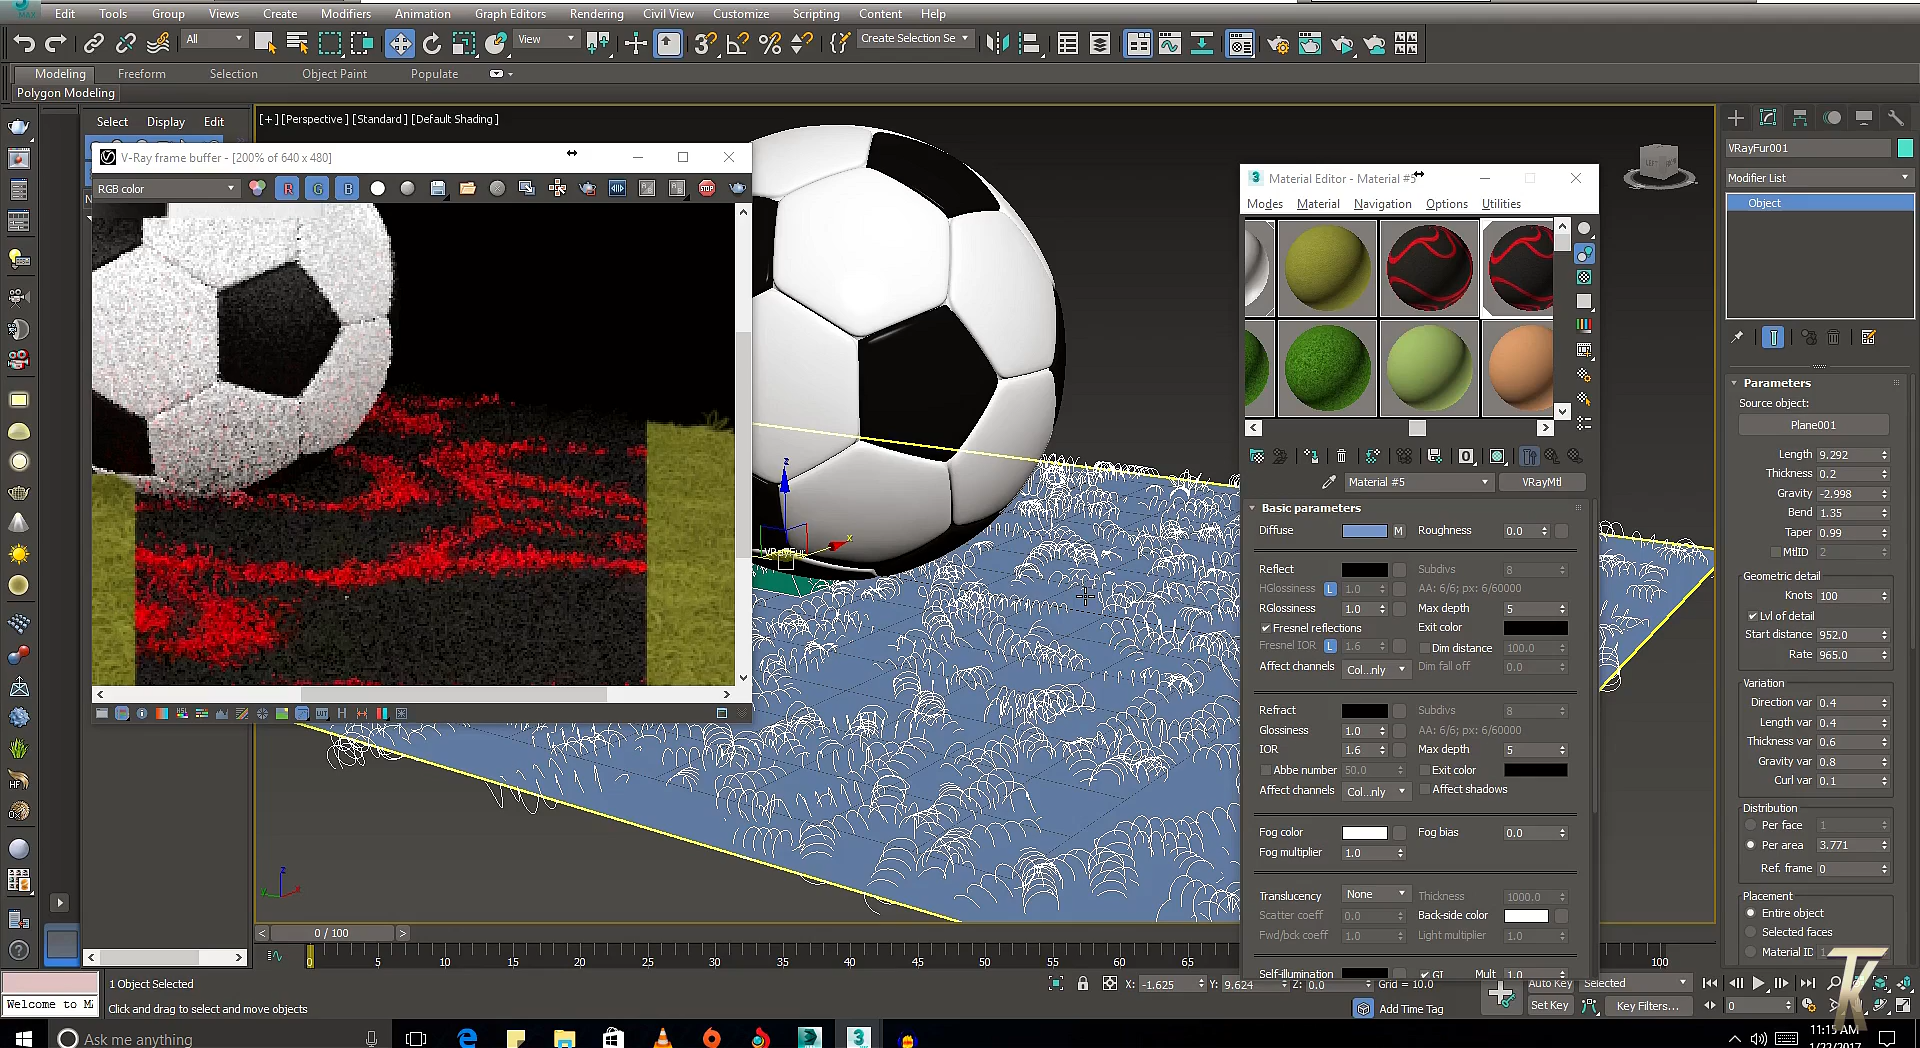 Edit Tools Group Views Create Modifiers Animation Graph Editors Rendering Civil View Customize Scripting Content Help
All View Create Selection Se
Modeling Freeform Selection Object Paint Populate
Polygon Modeling
Select Display Edit
[+] [Perspective ] [Standard ] [Default Shading ]
V-Ray frame buffer - [200% of 640 x 480]
RGB color R G B
VRayFur
z
x
Material Editor - Material #5
Modes Material Navigation Options Utilities
Material #5 VRayMtl
Basic parameters
Diffuse M Roughness 0.0
Reflect Subdivs 8
HGlossiness L 1.0 AA: 6/6; px: 6/60000
RGlossiness 1.0 Max depth 5
Fresnel reflections Exit color
Fresnel IOR L 1.6 Dim distance 100.0
Affect channels Col...nly Dim fall off 0.0
Refract Subdivs 8
Glossiness 1.0 AA: 6/6; px: 6/60000
IOR 1.6 Max depth 5
Abbe number 50.0 Exit color
Affect channels Col...nly Affect shadows
Fog color Fog bias 0.0
Fog multiplier 1.0
Translucency None Thickness 1000.0
Scatter coeff 0.0 Back-side color
Fwd/bck coeff 1.0 Light multiplier 1.0
Self-illumination GI Mult 1.0
VRayFur001
Modifier List
Object
Parameters
Source object:
Plane001
Length 9.292
Thickness 0.2
Gravity -2.998
Bend 1.35
Taper 0.99
MtlID 2
Geometric detail
Knots 100
Lvl of detail
Start distance 952.0
Rate 965.0
Variation
Direction var 0.4
Length var 0.4
Thickness var 0.6
Gravity var 0.8
Curl var 0.1
Distribution
Per face 1
Per area 3.771
Ref. frame 0
Placement
Entire object
Selected faces
Material ID
0 / 100
0 5 10 15 20 25 30 35 40 45 50 55 60 65 100
1 Object Selected X: -1.625 Y: 9.624 Z: 0.0 Grid = 10.0 Auto Key Selected
Welcome to M Click and drag to select and move objects Add Time Tag Set Key Key Filters... 0
TK
Ask me anything
11:15 AM
1/22/2017